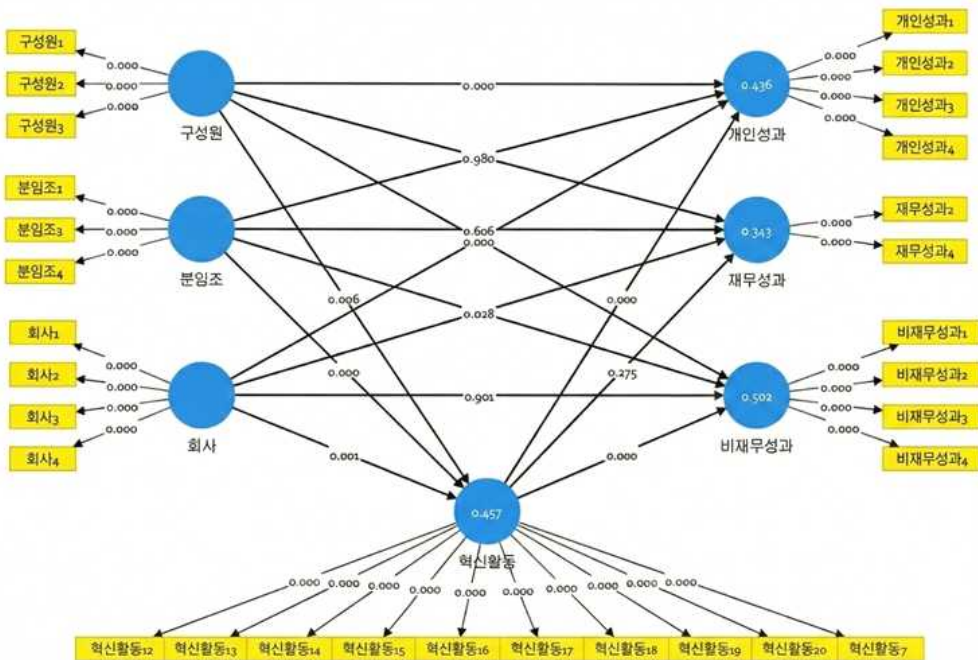 구성원1
구성원2
구성원3
0.000
0.000
0.000
구성원
분임조1
분임조3
분임조4
0.000
0.000
0.000
분임조
회사1
회사2
회사3
회사4
0.000
0.000
0.000
0.000
회사
0.000
0.980
0.606
0.000
0.006
0.028
0.000
0.901
0.001
0.000
0.275
0.000
0.436
개인성과
0.000
0.000
0.000
0.000
개인성과1
개인성과2
개인성과3
개인성과4
0.343
재무성과
0.000
0.000
재무성과2
재무성과4
0.502
비재무성과
0.000
0.000
0.000
0.000
비재무성과1
비재무성과2
비재무성과3
비재무성과4
0.457
혁신활동
0.000 0.000 0.000 0.000 0.000 0.000 0.000 0.000 0.000 0.000
혁신활동12 혁신활동13 혁신활동14 혁신활동15 혁신활동16 혁신활동17 혁신활동18 혁신활동19 혁신활동20 혁신활동7